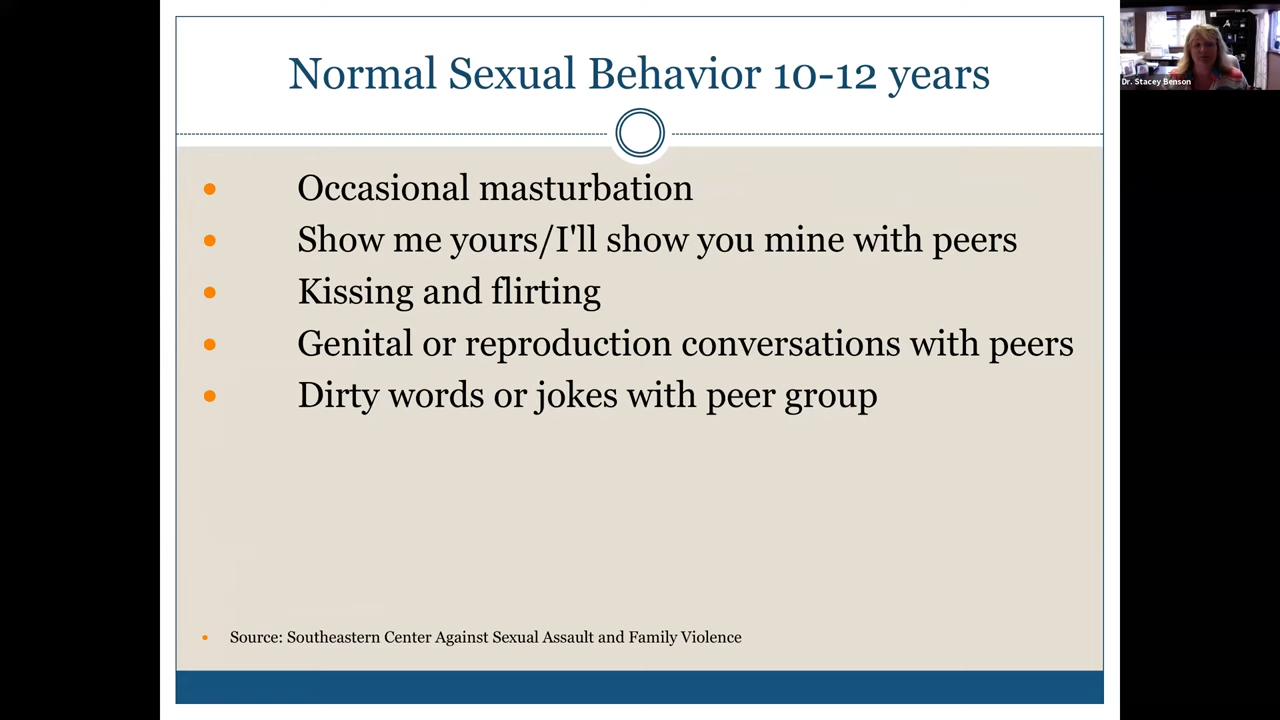 Normal Sexual Behavior 10-12 years
Dr. Stacey Benson
• Occasional masturbation
• Show me yours/I'll show you mine with peers
• Kissing and flirting
• Genital or reproduction conversations with peers
• Dirty words or jokes with peer group
• Source: Southeastern Center Against Sexual Assault and Family Violence